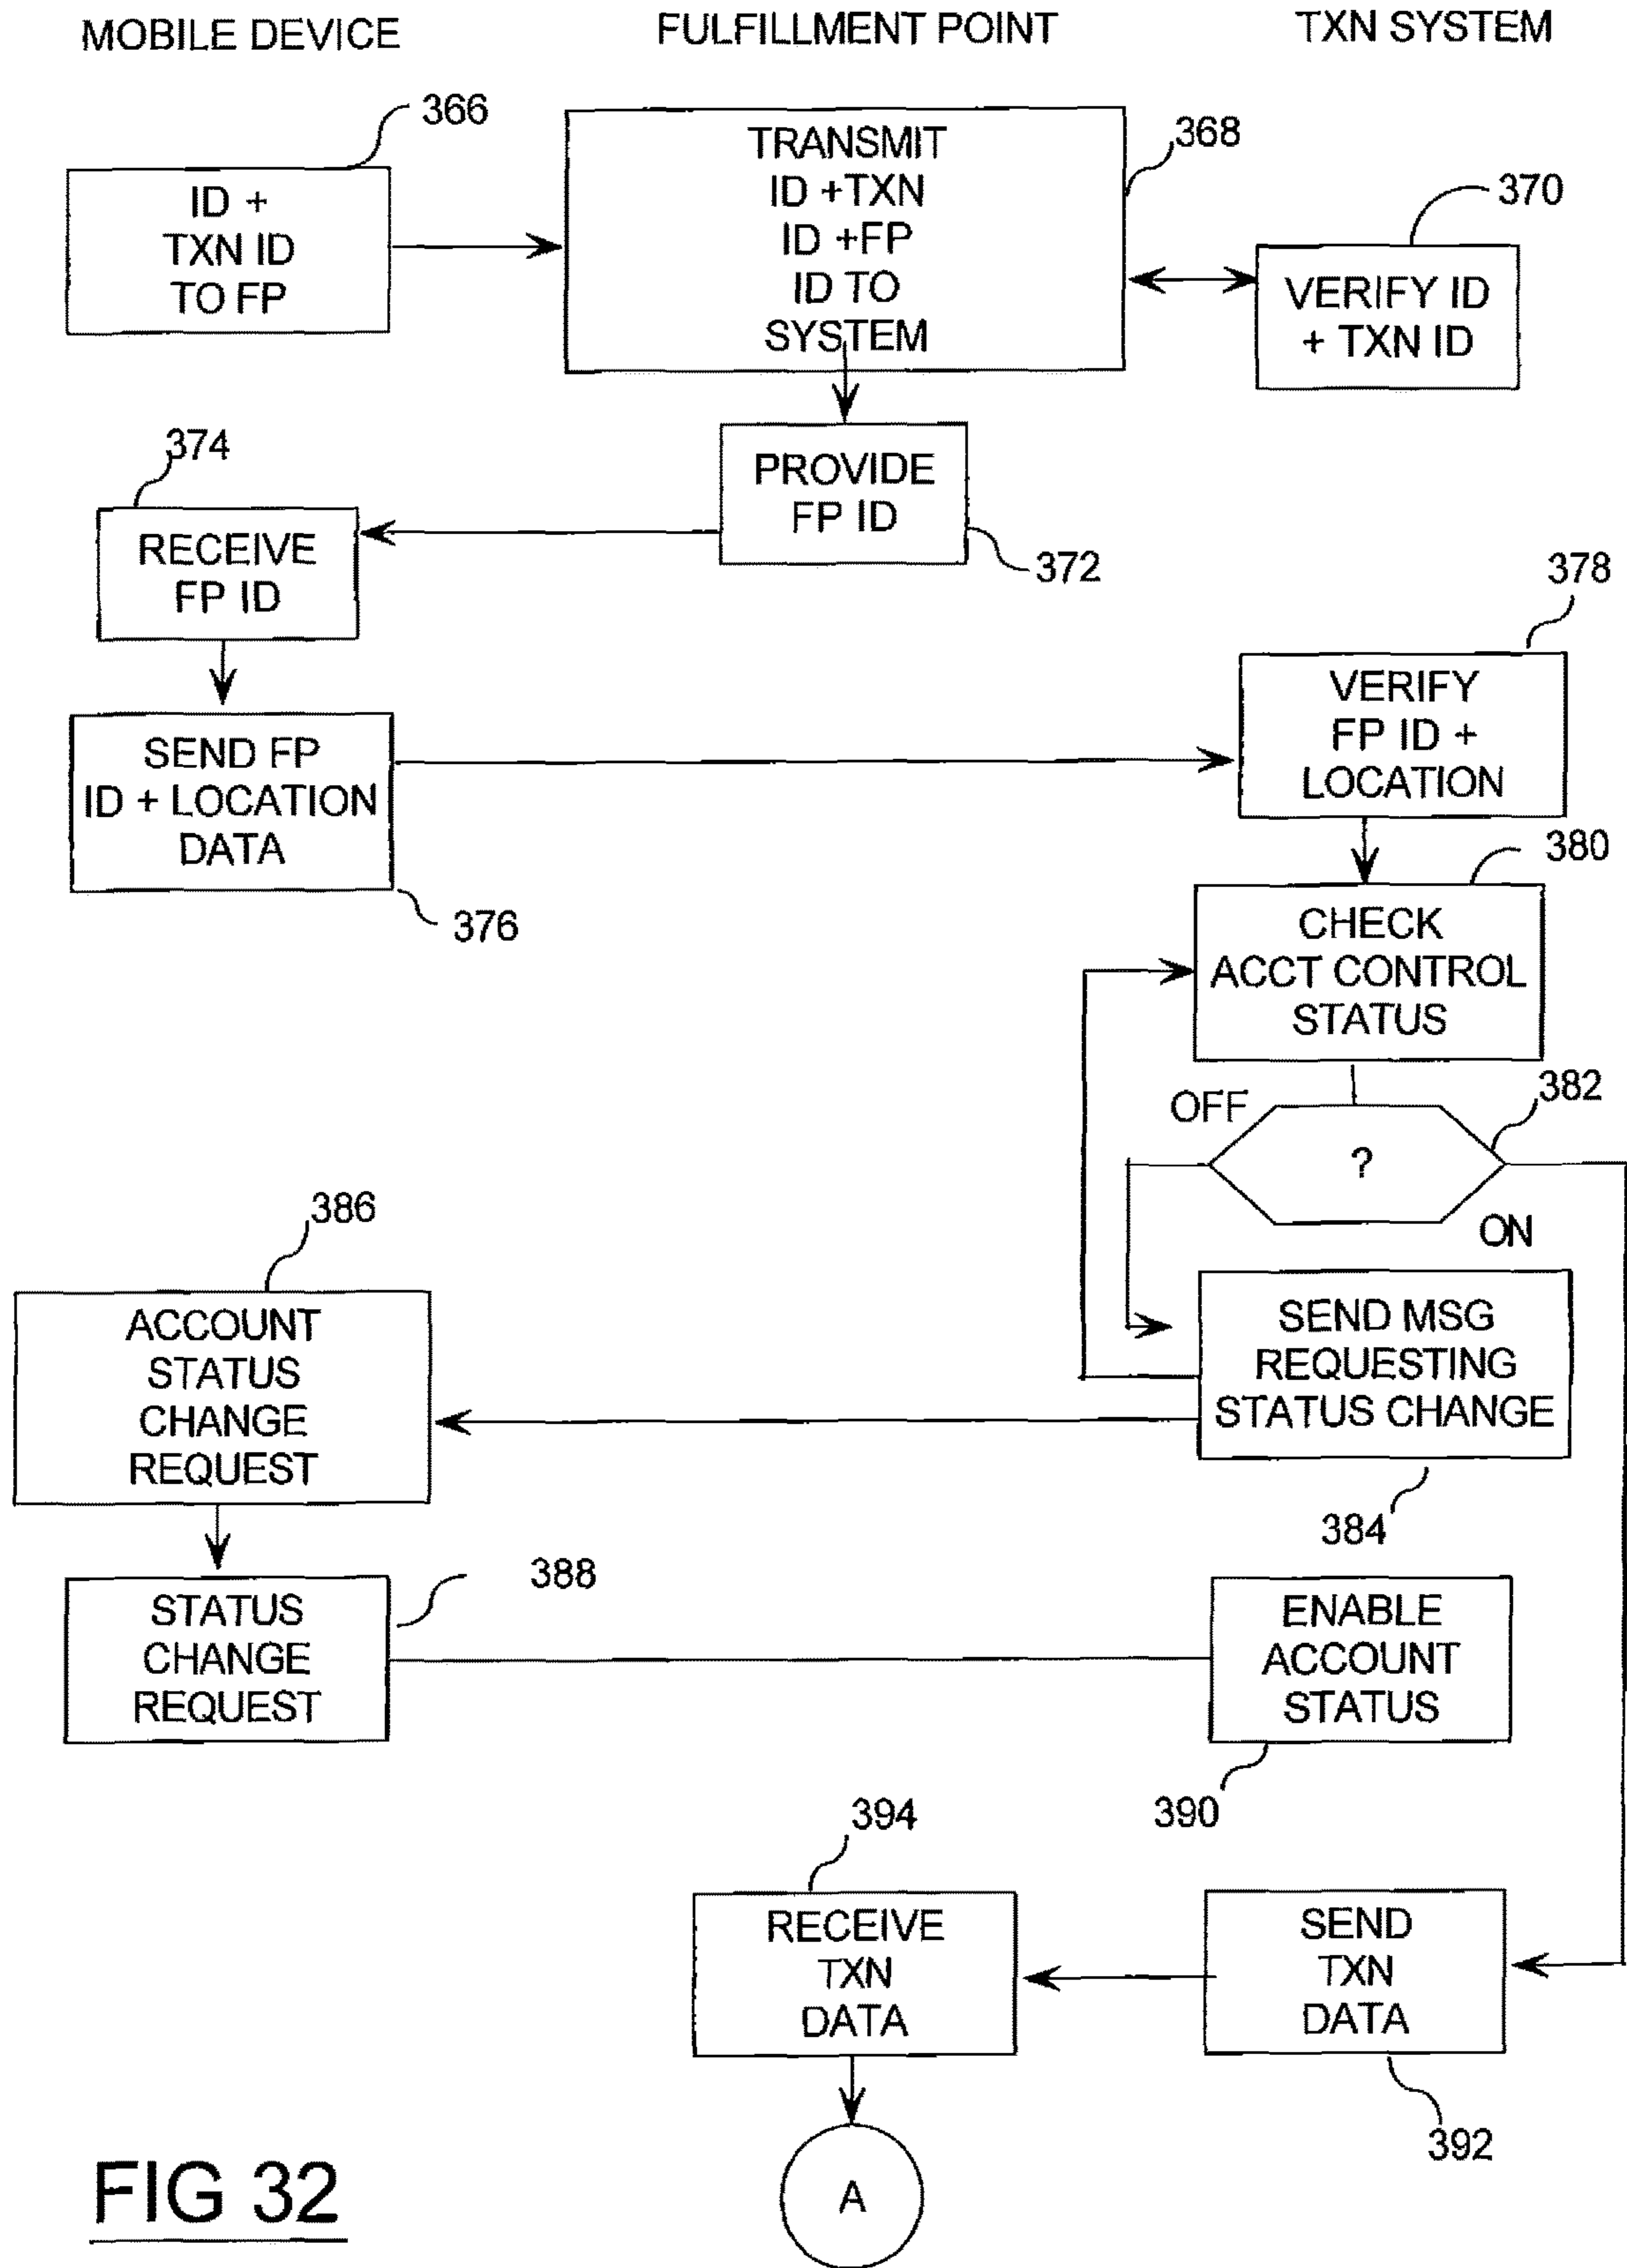 MOBILE DEVICE
FULFILLMENT POINT
TXN SYSTEM
366
ID +
TXN ID
TO FP
368
TRANSMIT
ID +TXN
ID +FP
ID TO
SYSTEM
370
VERIFY ID
+ TXN ID
372
PROVIDE
FP ID
374
RECEIVE
FP ID
376
SEND FP
ID + LOCATION
DATA
378
VERIFY
FP ID +
LOCATION
380
CHECK
ACCT CONTROL
STATUS
382
OFF
?
ON
384
SEND MSG
REQUESTING
STATUS CHANGE
386
ACCOUNT
STATUS
CHANGE
REQUEST
388
STATUS
CHANGE
REQUEST
390
ENABLE
ACCOUNT
STATUS
392
SEND
TXN
DATA
394
RECEIVE
TXN
DATA
A
FIG 32